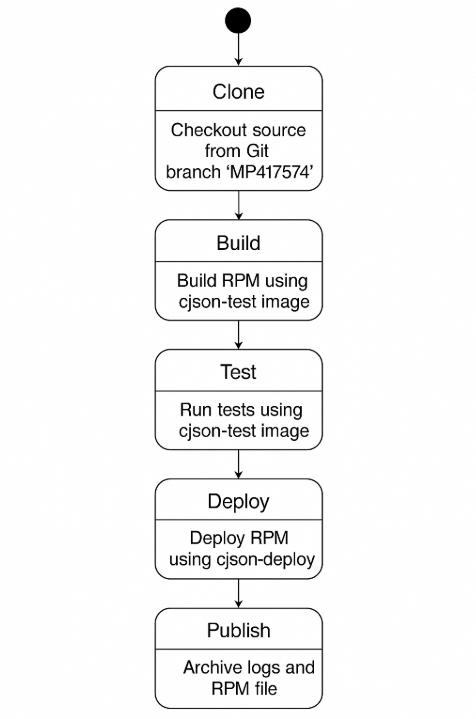 Clone
Checkout source
from Git
branch ‘MP417574’
Build
Build RPM using
cjson-test image
Test
Run tests using
cjson-test image
Deploy
Deploy RPM
using cjson-deploy
Publish
Archive logs and
RPM file